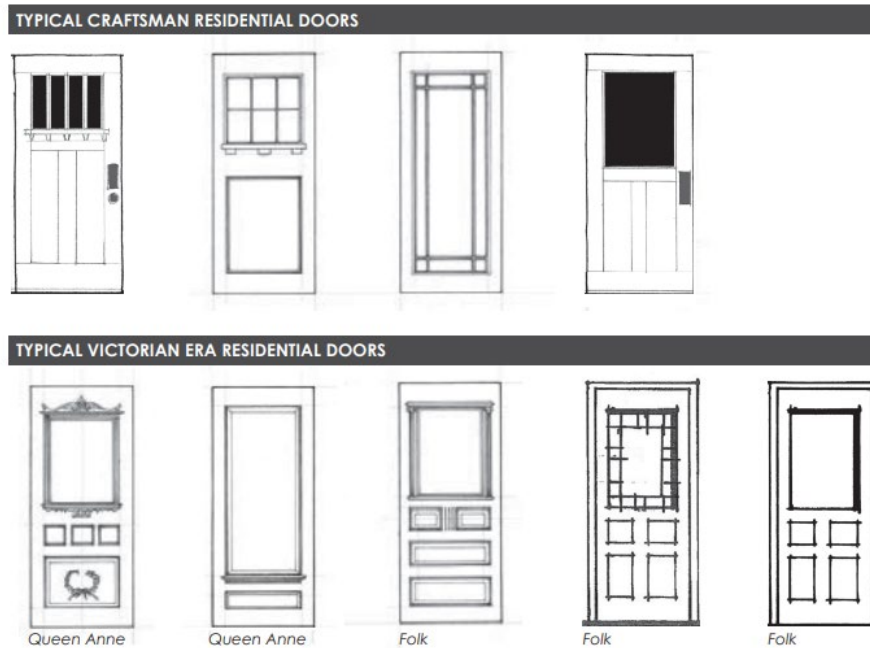 TYPICAL CRAFTSMAN RESIDENTIAL DOORS
TYPICAL VICTORIAN ERA RESIDENTIAL DOORS
Queen Anne
Queen Anne
Folk
Folk
Folk